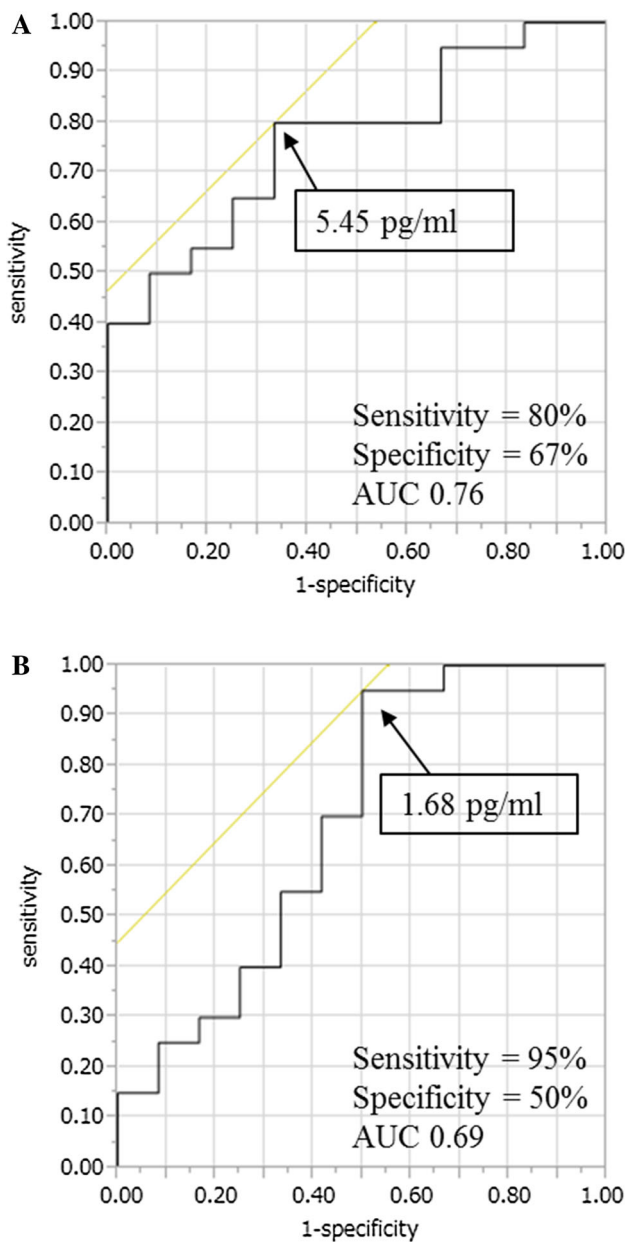 A
1.00
0.90
0.80
0.70
0.60
0.50
0.40
0.30
0.20
0.10
0.00
sensitivity
5.45 pg/ml
Sensitivity = 80%
Specificity = 67%
AUC 0.76
0.00 0.20 0.40 0.60 0.80 1.00
1-specificity
B
1.00
0.90
0.80
0.70
0.60
0.50
0.40
0.30
0.20
0.10
0.00
sensitivity
1.68 pg/ml
Sensitivity = 95%
Specificity = 50%
AUC 0.69
0.00 0.20 0.40 0.60 0.80 1.00
1-specificity